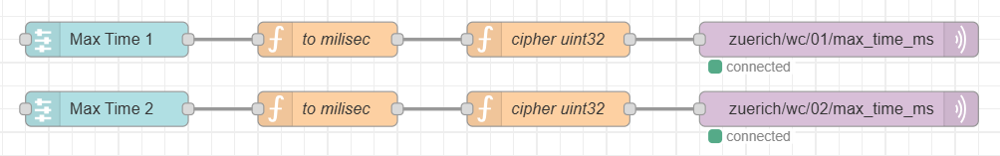 Max Time 1 to milisec cipher uint32 zuerich/wc/01/max_time_ms
connected
Max Time 2 to milisec cipher uint32 zuerich/wc/02/max_time_ms
connected